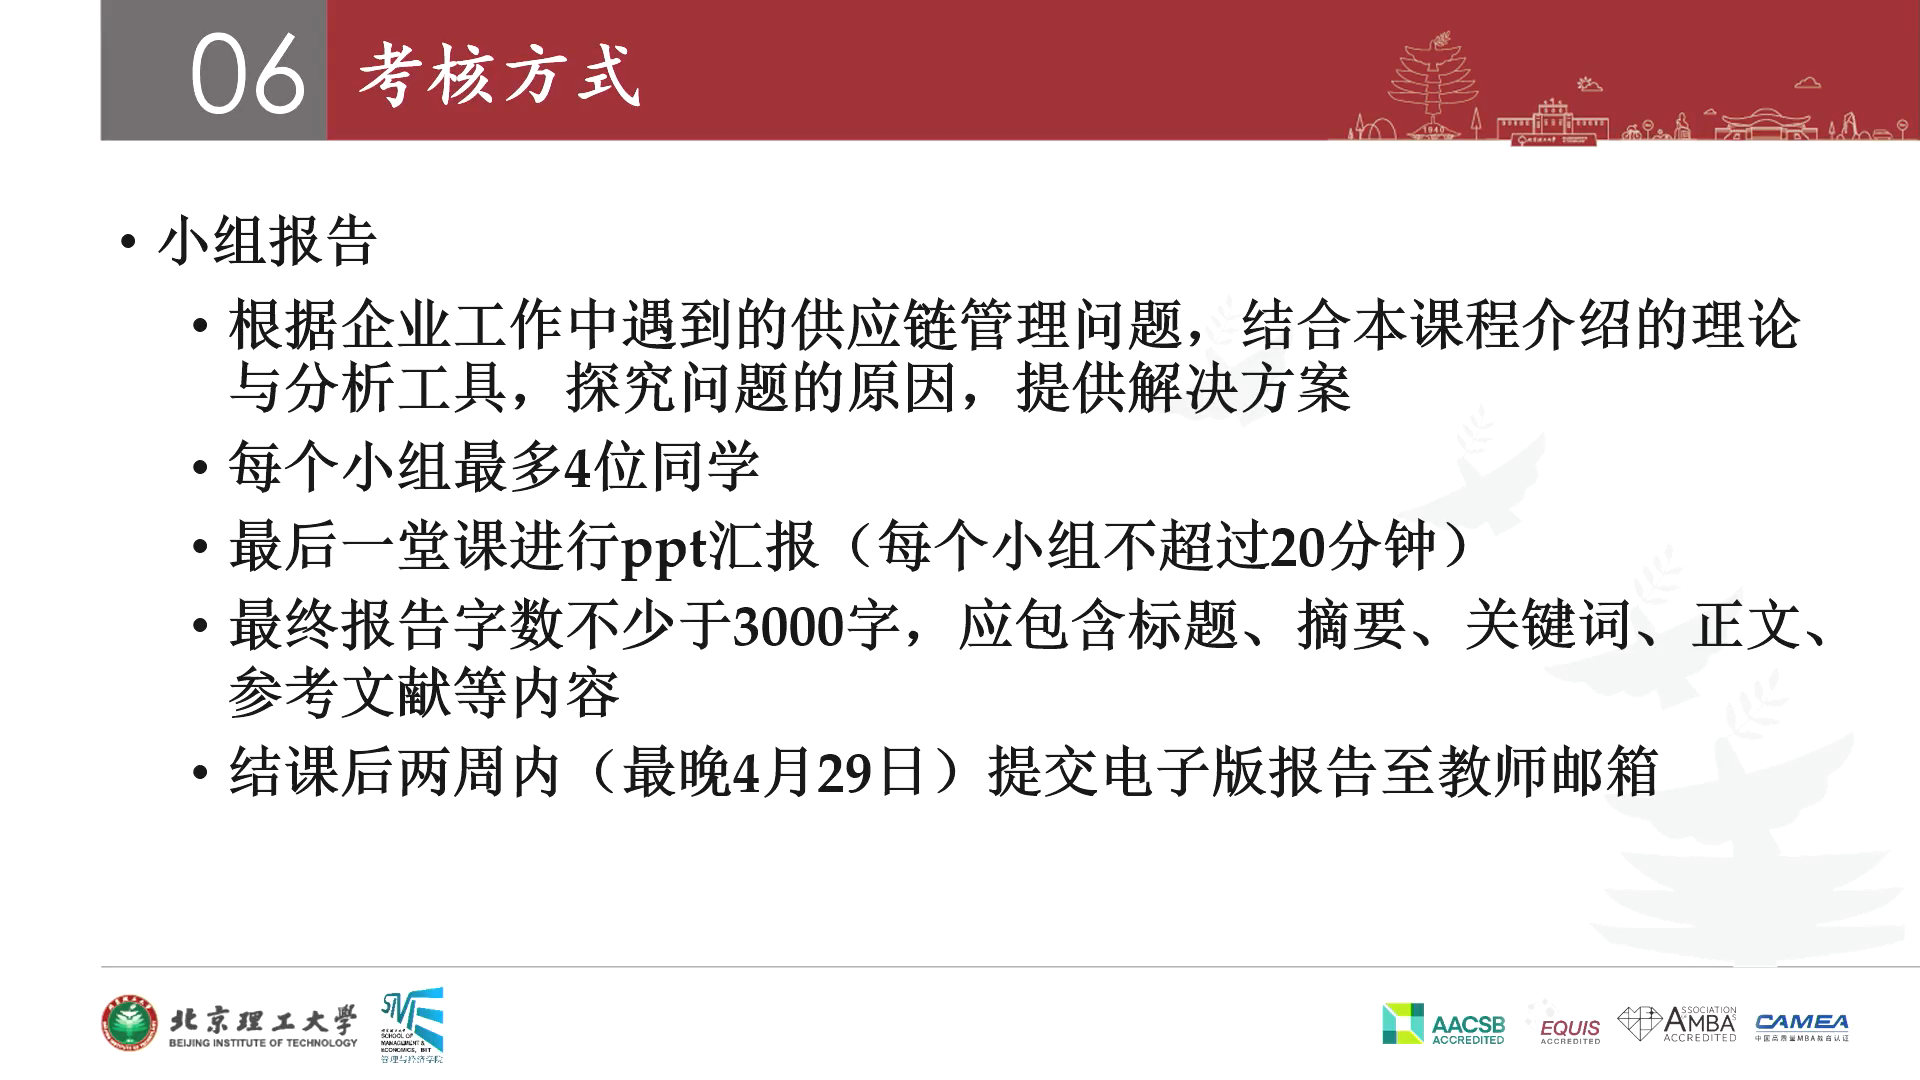 06 考核方式
1940
• 小组报告
• 根据企业工作中遇到的供应链管理问题，结合本课程介绍的理论
与分析工具，探究问题的原因，提供解决方案
• 每个小组最多4位同学
• 最后一堂课进行ppt汇报（每个小组不超过20分钟）
• 最终报告字数不少于3000字，应包含标题、摘要、关键词、正文、
参考文献等内容
• 结课后两周内（最晚4月29日）提交电子版报告至教师邮箱
北京理工大学
BEIJING INSTITUTE OF TECHNOLOGY
SCHOOL OF
MANAGEMENT &
ECONOMICS, BIT
管理与经济学院
AACSB
ACCREDITED
EQUIS
ACCREDITED
ASSOCIATION
AMBA
ACCREDITED
CAMEA
中国高质量MBA教育认证